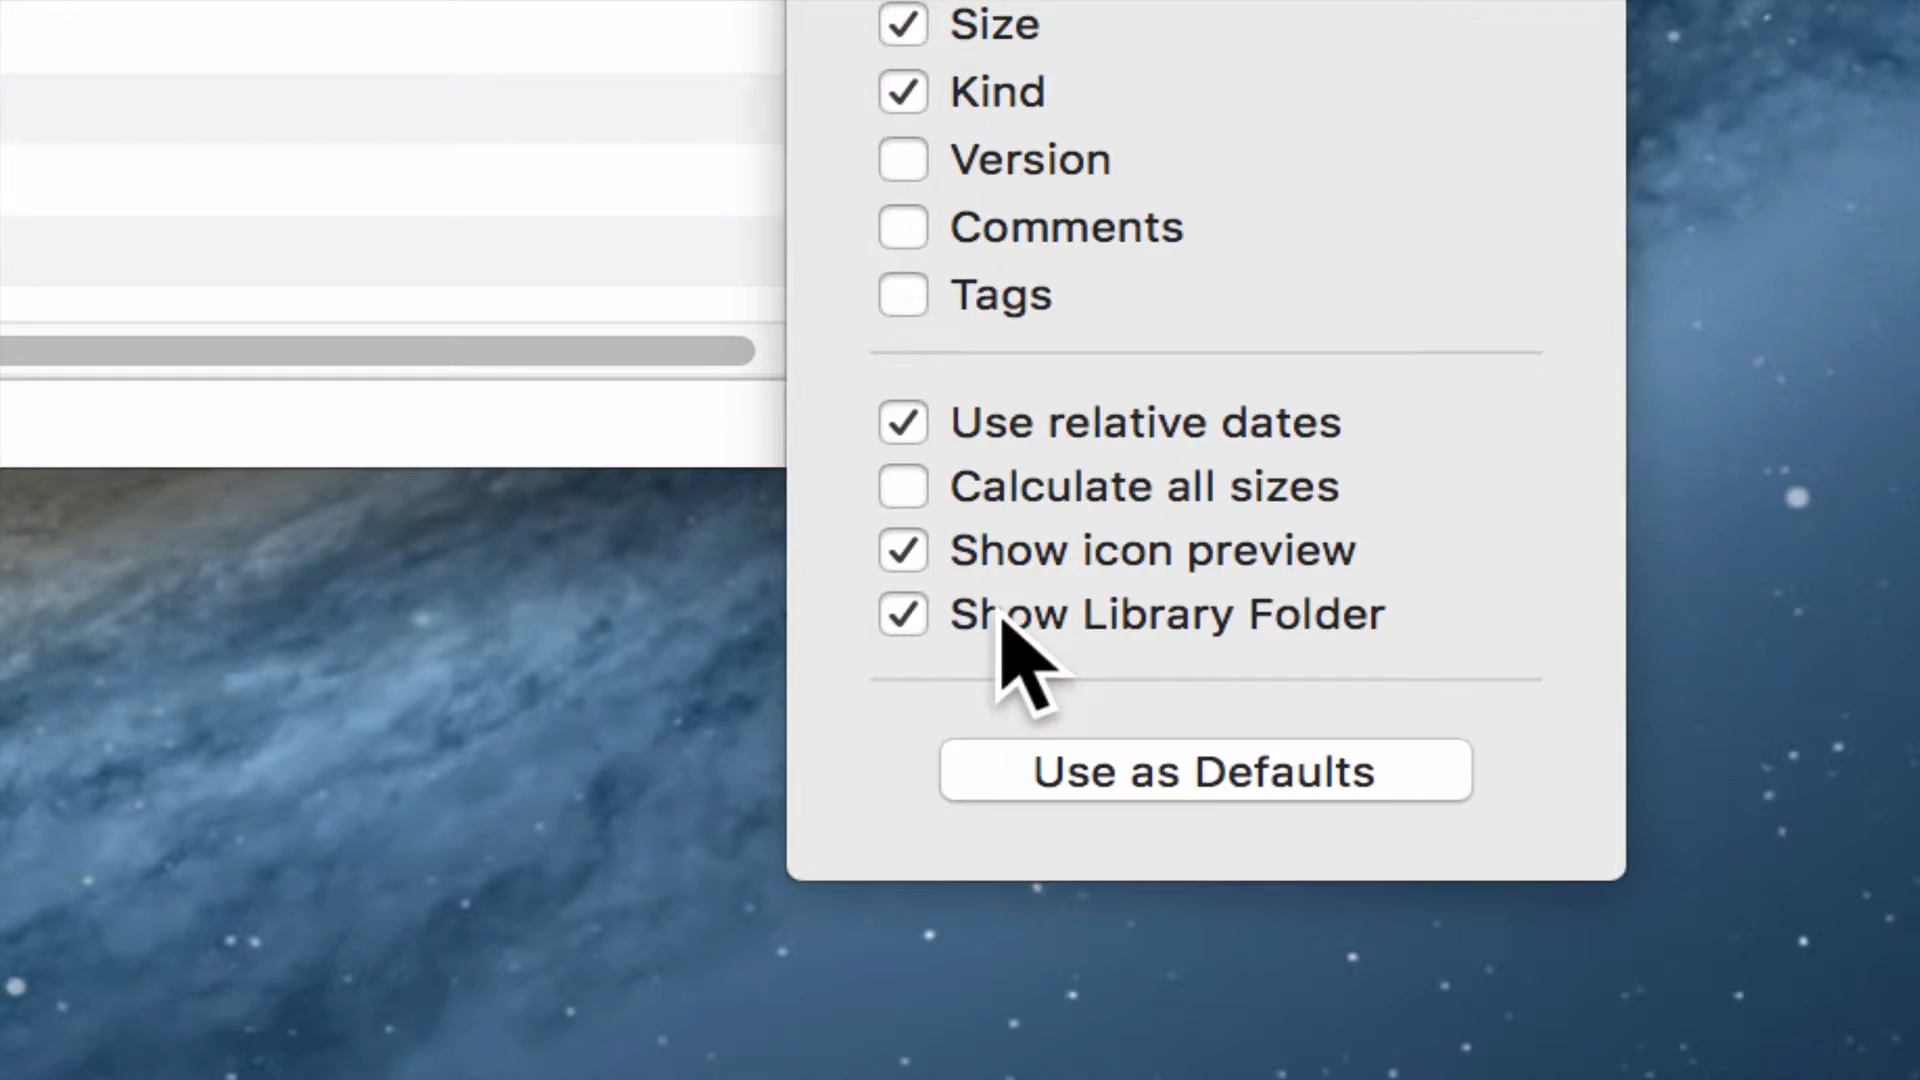 Size
Kind
Version
Comments
Tags
Use relative dates
Calculate all sizes
Show icon preview
Show Library Folder
Use as Defaults